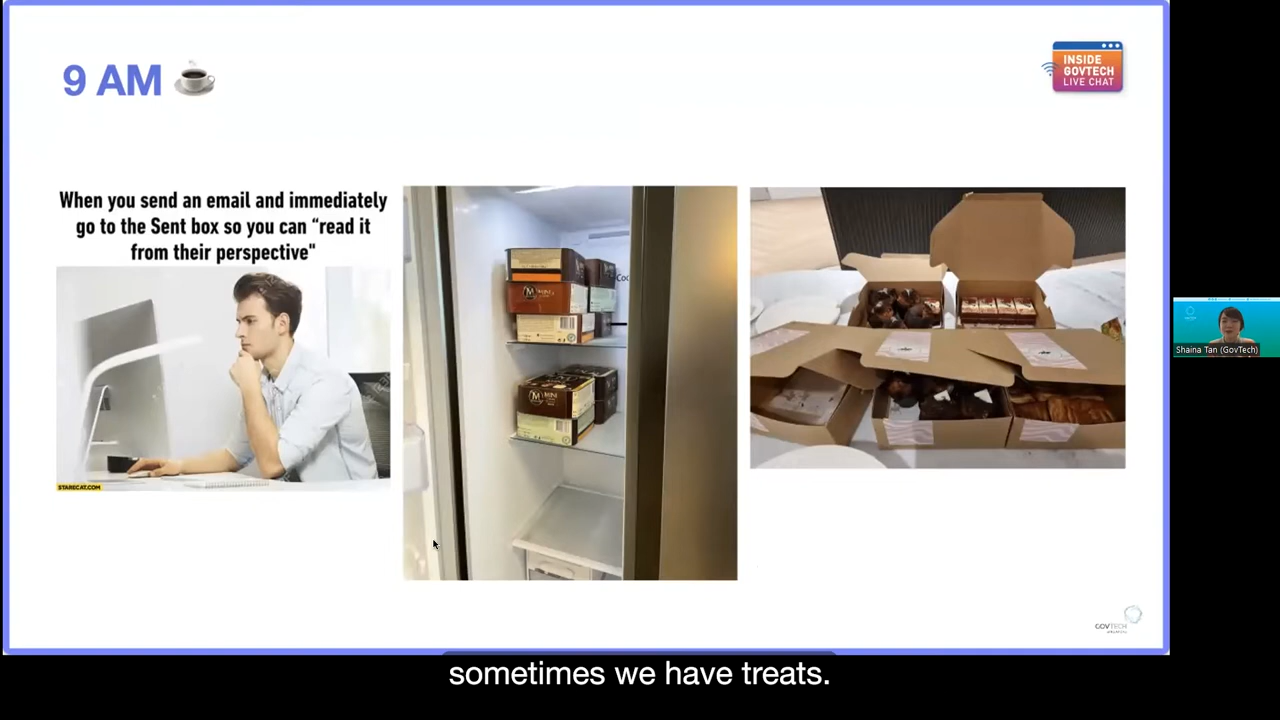 9 AM
INSIDE
GOVTECH
LIVE CHAT
When you send an email and immediately
go to the Sent box so you can “read it
from their perspective"
STARECAT.COM
M MINI
Shaina Tan (GovTech)
GOVTECH
sometimes we have treats.